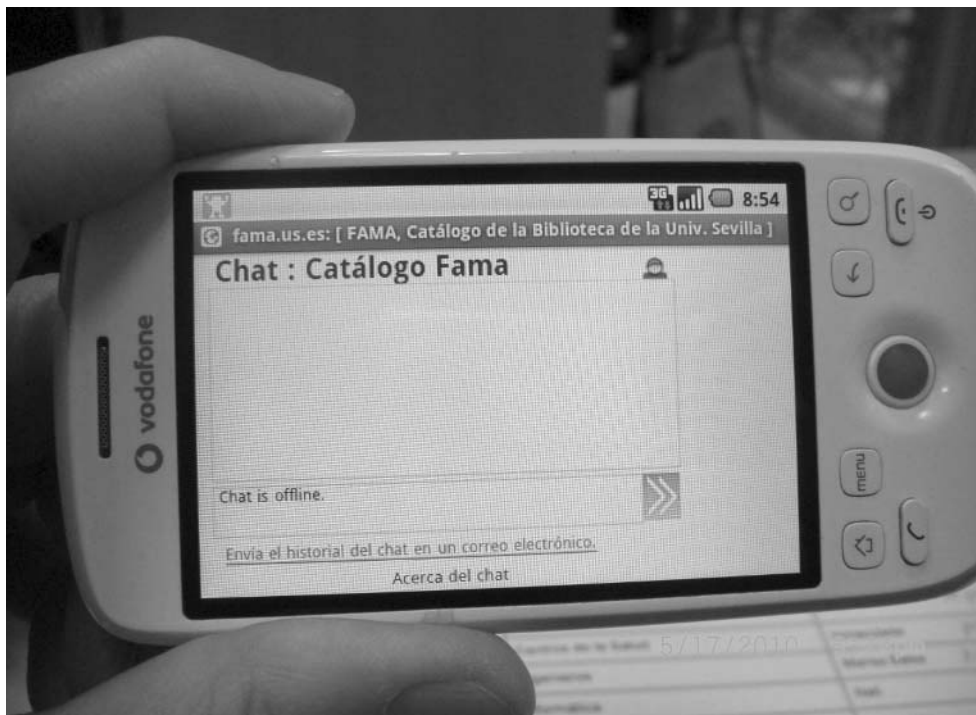 3G
8:54
fama.us.es: [ FAMA, Catálogo de la Biblioteca de la Univ. Sevilla ]
Chat : Catálogo Fama
Chat is offline.
Envía el historial del chat en un correo electrónico.
Acerca del chat
vodafone
menu
5/17/2010